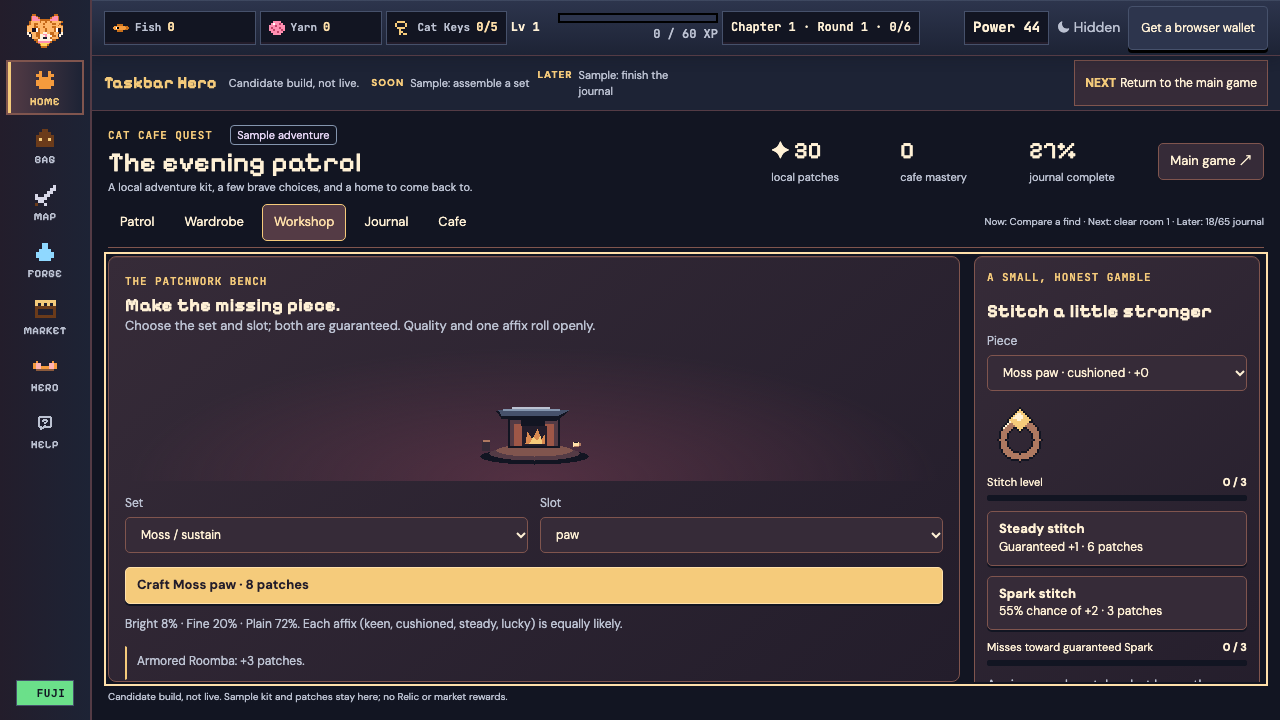 Fish 0
Yarn 0
Cat Keys 0/5
Lv 1
0 / 60 XP
Chapter 1 · Round 1 · 0/6
Power 44
Hidden
Get a browser wallet
HOME
BAG
MAP
FORGE
MARKET
HERO
HELP
FUJI
Taskbar Hero
Candidate build, not live.
SOON Sample: assemble a set
LATER Sample: finish the
journal
NEXT Return to the main game
CAT CAFE QUEST
Sample adventure
The evening patrol
A local adventure kit, a few brave choices, and a home to come back to.
30
local patches
0
cafe mastery
27%
journal complete
Main game ↗
Patrol
Wardrobe
Workshop
Journal
Cafe
Now: Compare a find · Next: clear room 1 · Later: 18/65 journal
THE PATCHWORK BENCH
Make the missing piece.
Choose the set and slot; both are guaranteed. Quality and one affix roll openly.
Set
Slot
Moss / sustain
paw
Craft Moss paw · 8 patches
Bright 8% · Fine 20% · Plain 72%. Each affix (keen, cushioned, steady, lucky) is equally likely.
Armored Roomba: +3 patches.
A SMALL, HONEST GAMBLE
Stitch a little stronger
Piece
Moss paw · cushioned · +0
Stitch level
0 / 3
Steady stitch
Guaranteed +1 · 6 patches
Spark stitch
55% chance of +2 · 3 patches
Misses toward guaranteed Spark
0 / 3
Candidate build, not live. Sample kit and patches stay here; no Relic or market rewards.